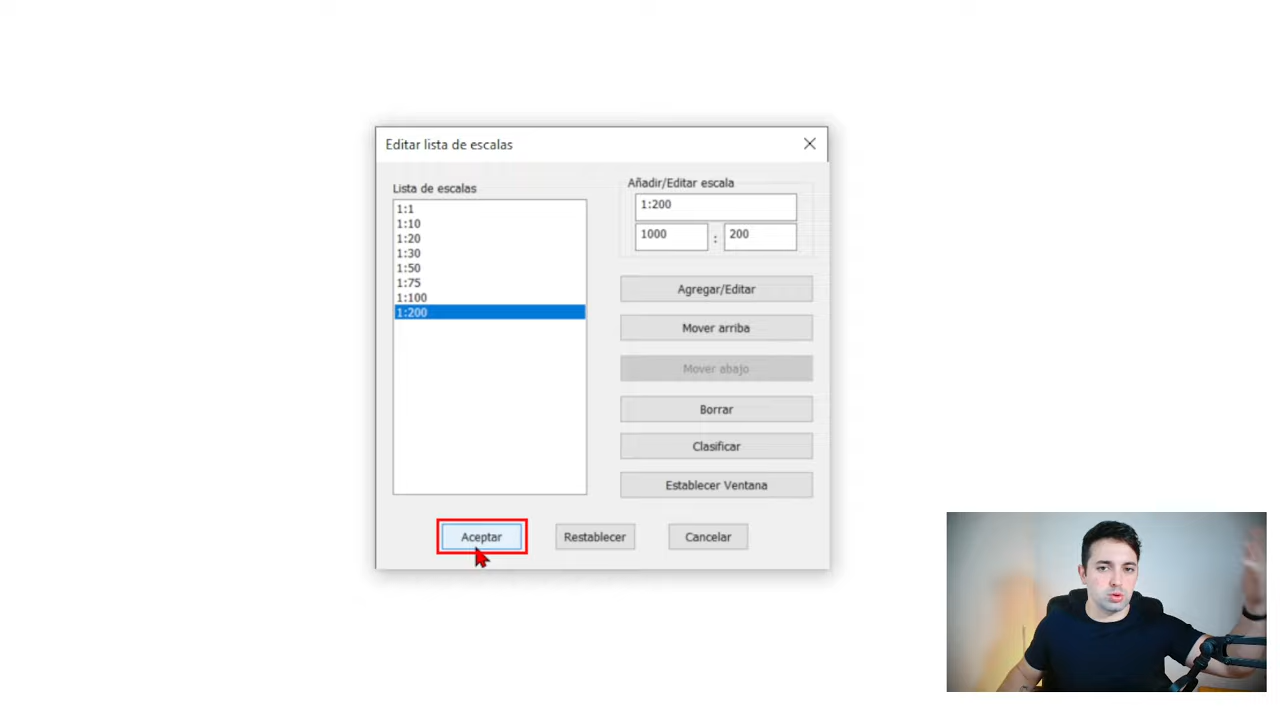 Editar lista de escalas
Lista de escalas
1:1
1:10
1:20
1:30
1:50
1:75
1:100
1:200
Añadir/Editar escala
1:200
1000 : 200
Agregar/Editar
Mover arriba
Mover abajo
Borrar
Clasificar
Establecer Ventana
Aceptar
Restablecer
Cancelar